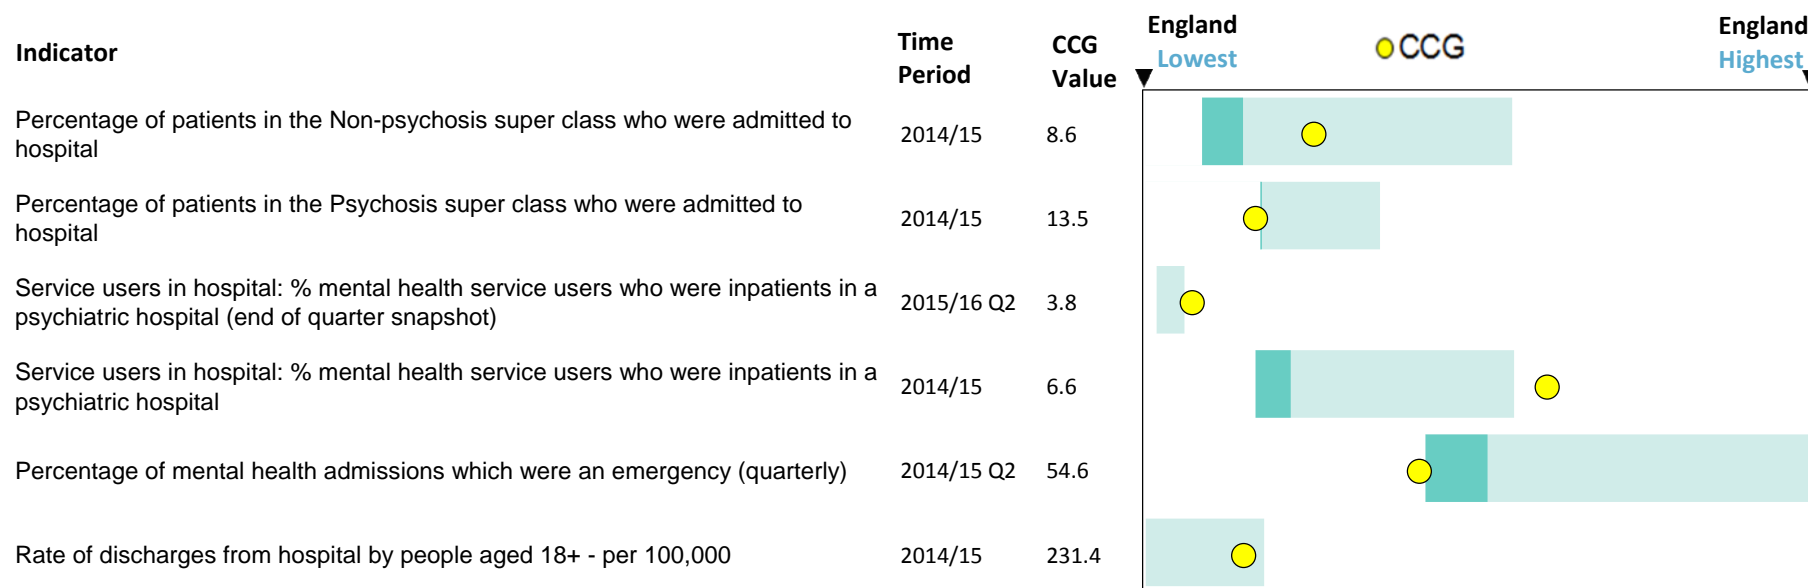 Indicator
Time Period
CCG Value
England Lowest
CCG
England Highest
Percentage of patients in the Non-psychosis super class who were admitted to
hospital
2014/15
8.6
Percentage of patients in the Psychosis super class who were admitted to
hospital
2014/15
13.5
Service users in hospital: % mental health service users who were inpatients in a
psychiatric hospital (end of quarter snapshot)
2015/16 Q2
3.8
Service users in hospital: % mental health service users who were inpatients in a
psychiatric hospital
2014/15
6.6
Percentage of mental health admissions which were an emergency (quarterly)
2014/15 Q2
54.6
Rate of discharges from hospital by people aged 18+ - per 100,000
2014/15
231.4